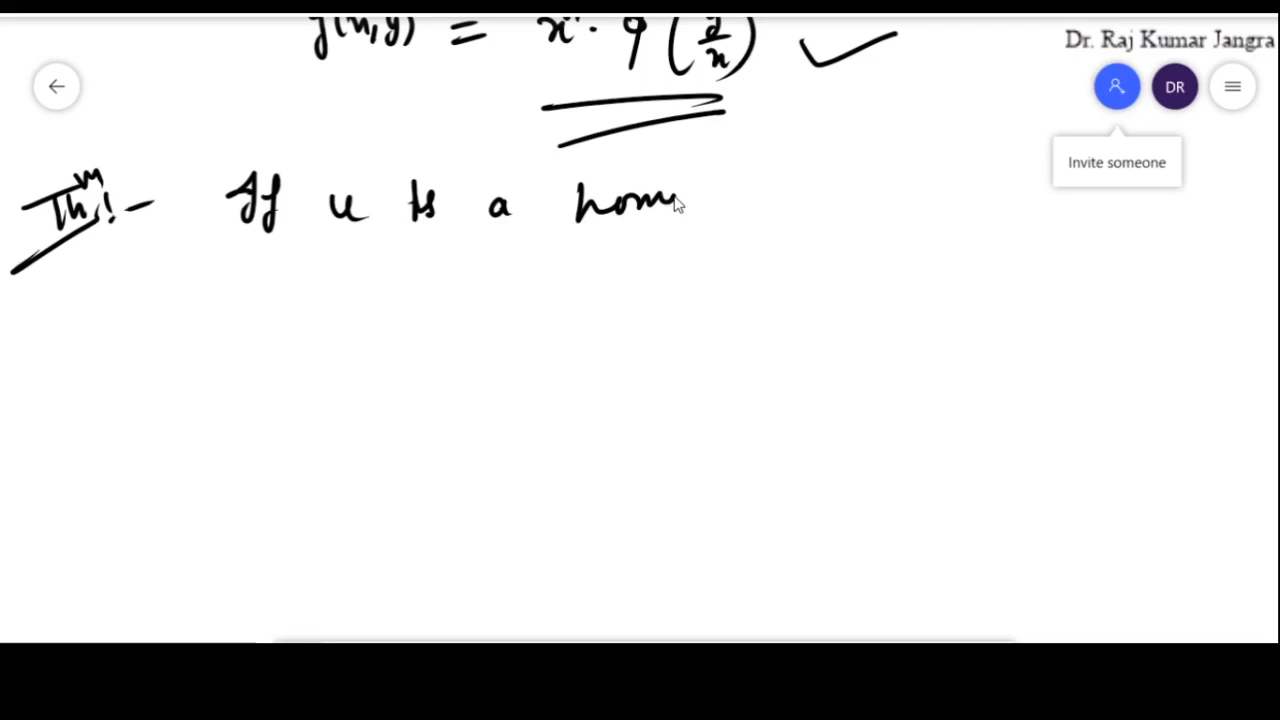 f(x,y) = xⁿ · φ(y/x) ✓
Dr. Raj Kumar Jangra
DR
Invite someone
Thm:- If u is a hom